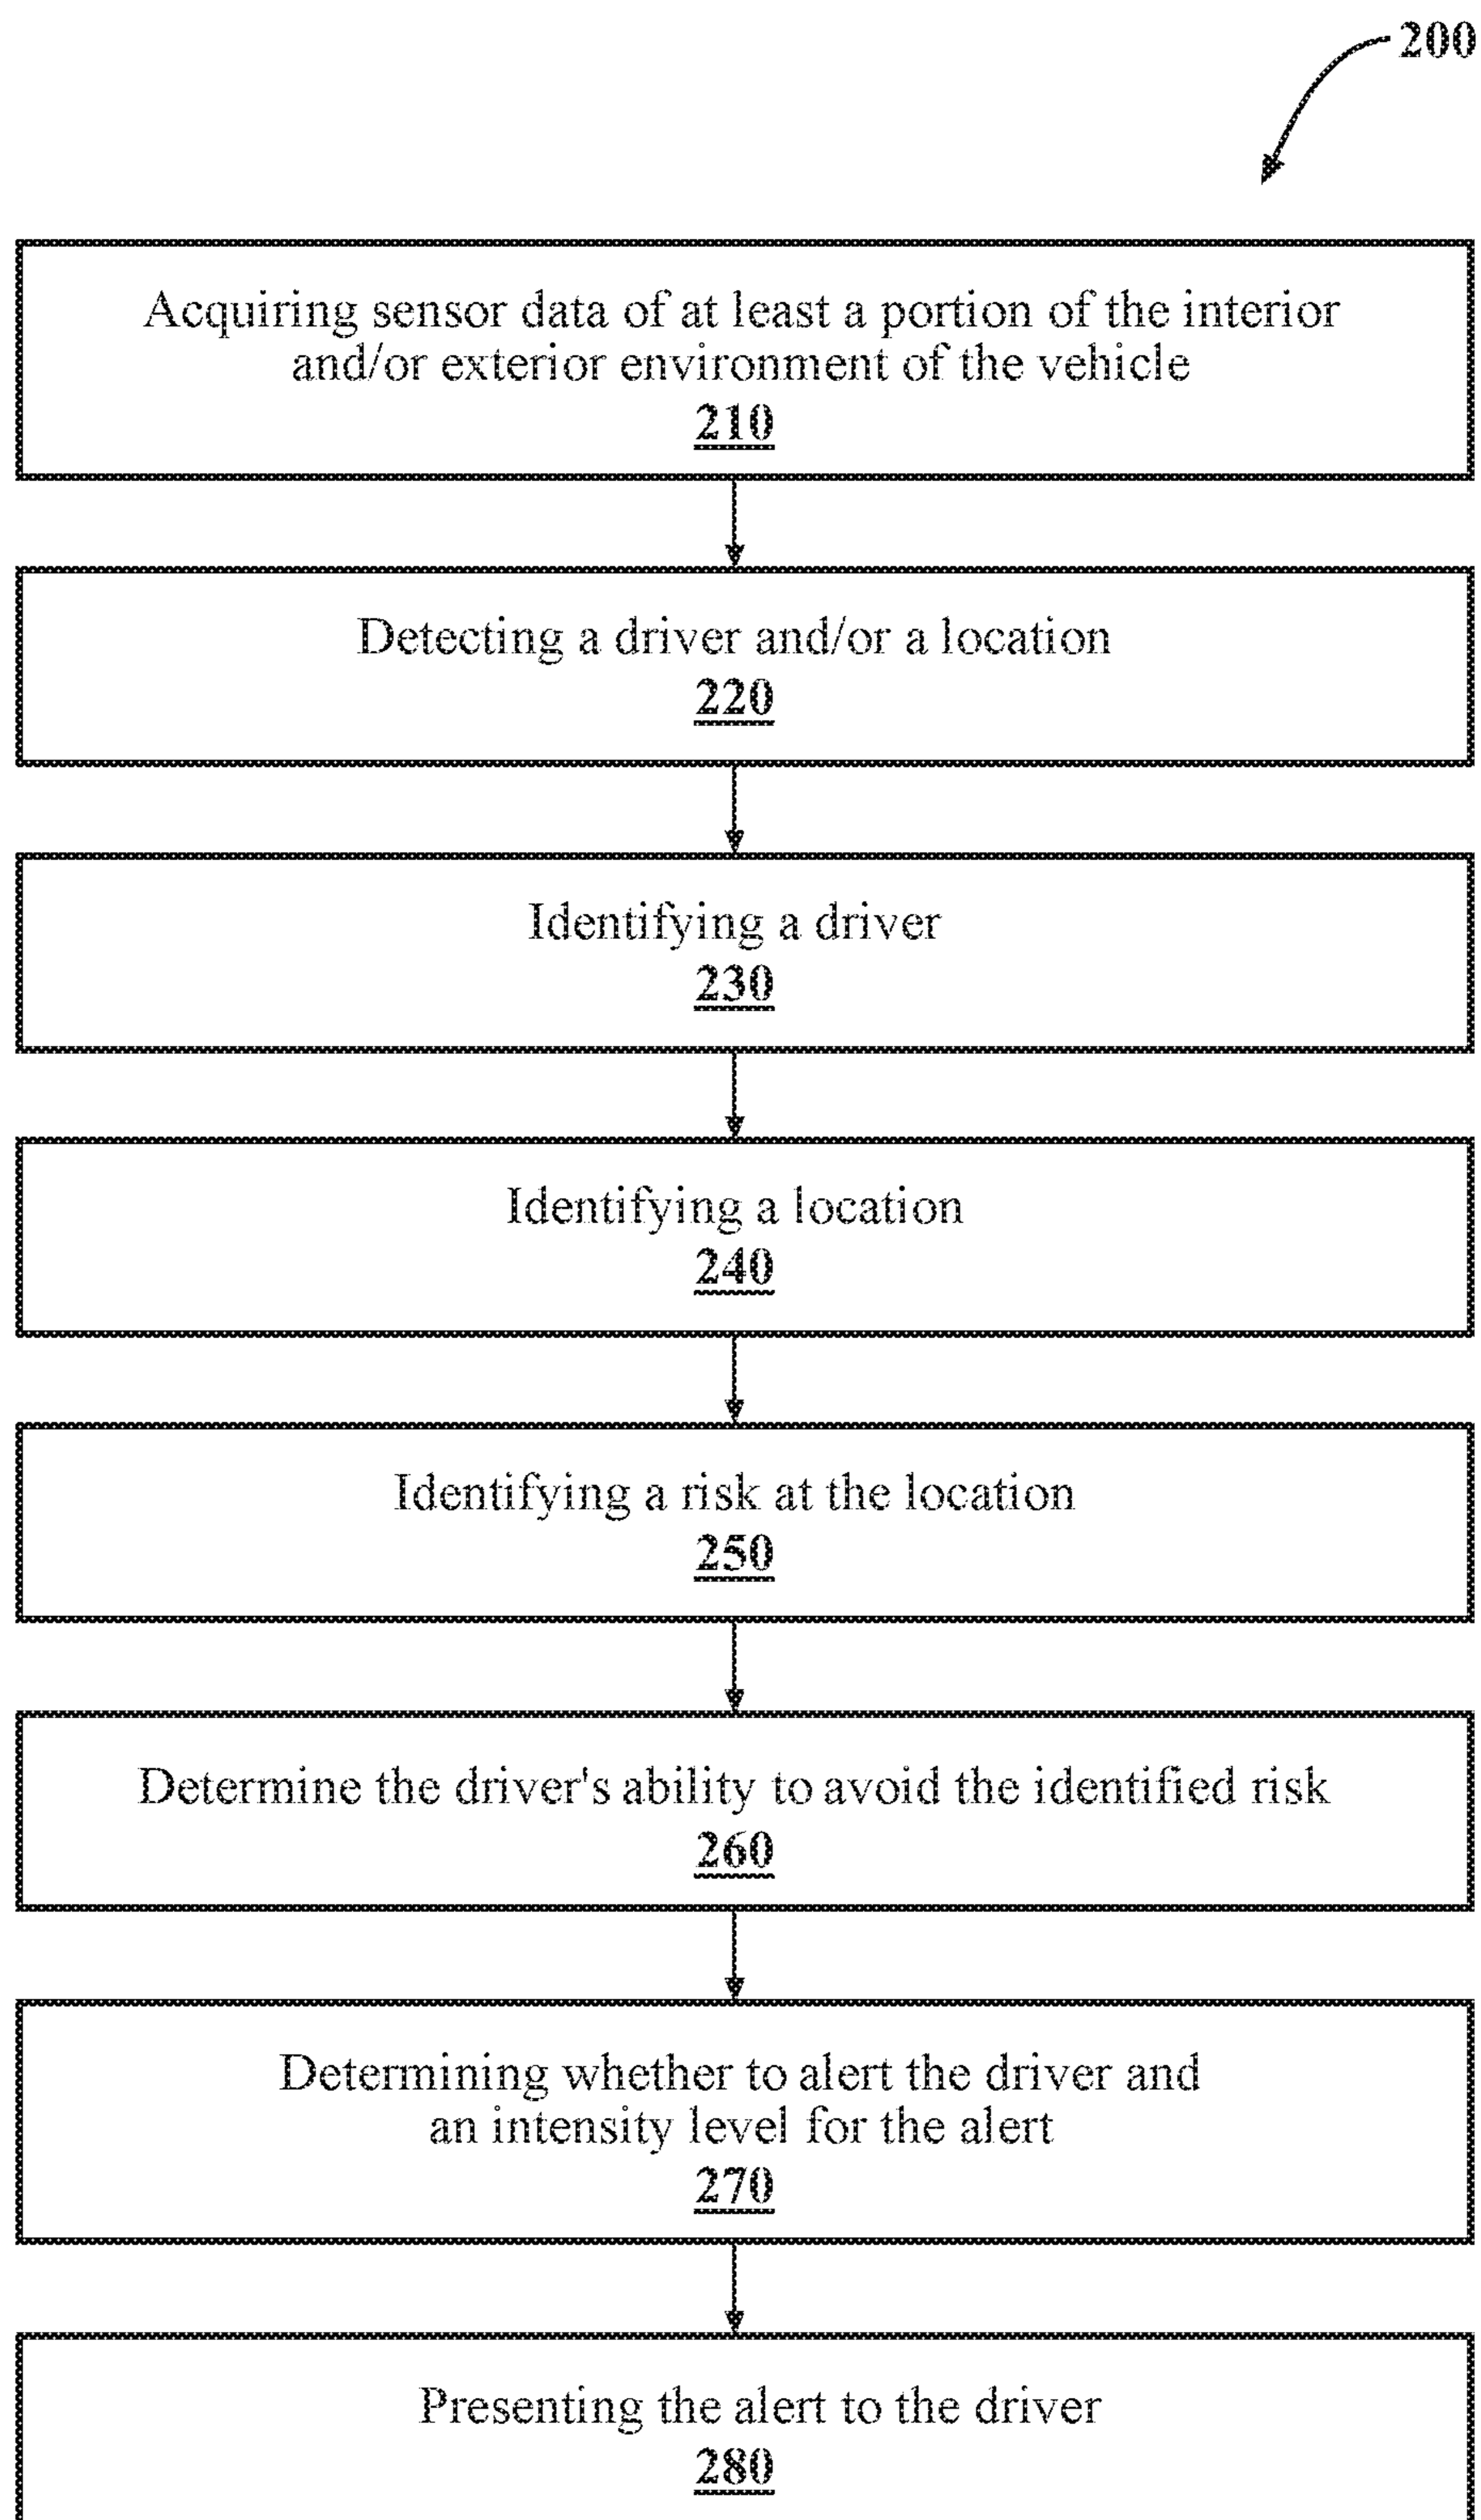 200
Acquiring sensor data of at least a portion of the interior
and/or exterior environment of the vehicle
210
Detecting a driver and/or a location
220
Identifying a driver
230
Identifying a location
240
Identifying a risk at the location
250
Determine the driver's ability to avoid the identified risk
260
Determining whether to alert the driver and
an intensity level for the alert
270
Presenting the alert to the driver
280